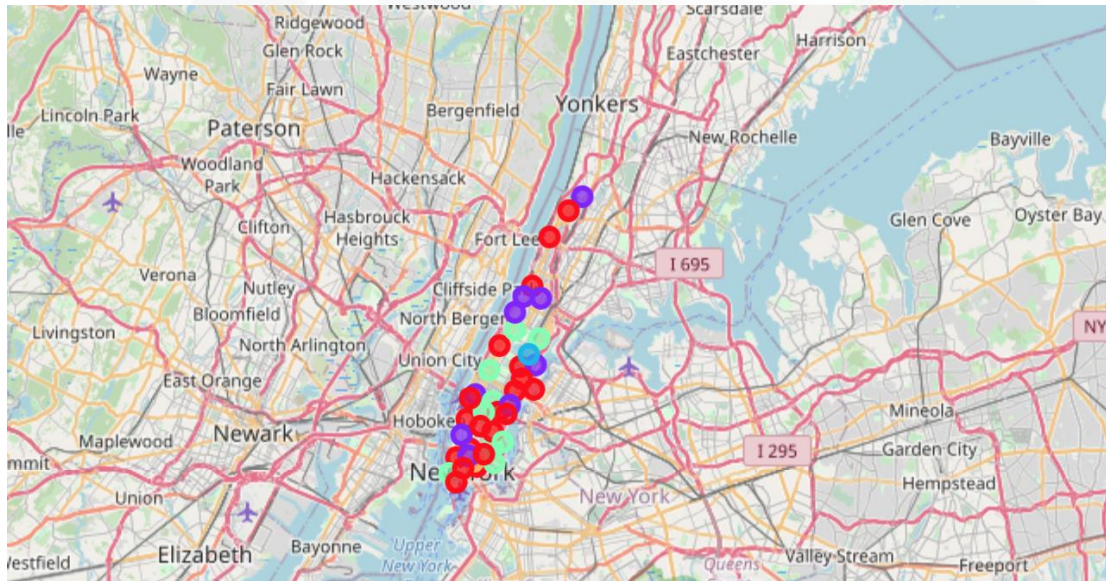 Westwood
Scarsdale
Ridgewood
Harrison
Glen Rock
Eastchester
Wayne
Fair Lawn
Yonkers
Lincoln Park
Bergenfield
lle
Paterson
New Rochelle
Bayville
Woodland
Park
Hackensack
Clifton
Hasbrouck
Heights
Glen Cove
Oyster Bay
Fort Lee
I 695
Verona
Nutley
Cliffside Pa
Bloomfield
North Bergen
NY
Livingston
North Arlington
Union City
East Orange
Mineola
Hoboke
Newark
Maplewood
I 295
Garden City
mmit
New York
Hempstead
Union
New York
Elizabeth
Bayonne
Upper
New York
Valley Stream
Westfield
Queens
Freeport